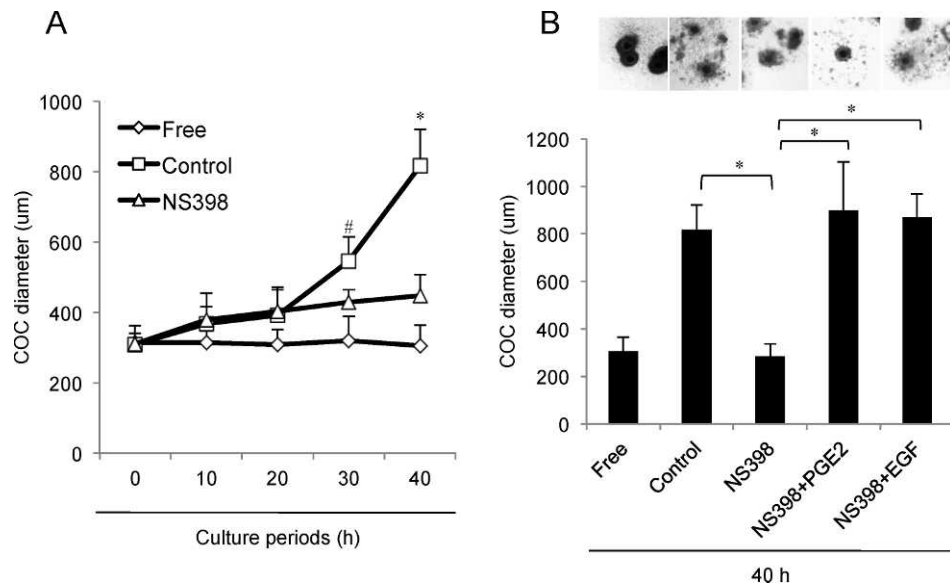 A
COC diameter (um)
1000
800
600
400
200
0
Free
Control
NS398
#
*
0 10 20 30 40
Culture periods (h)
B
COC diameter (um)
1200
1000
800
600
400
200
0
*
*
*
Free
Control
NS398
NS398+PGE2
NS398+EGF
40 h